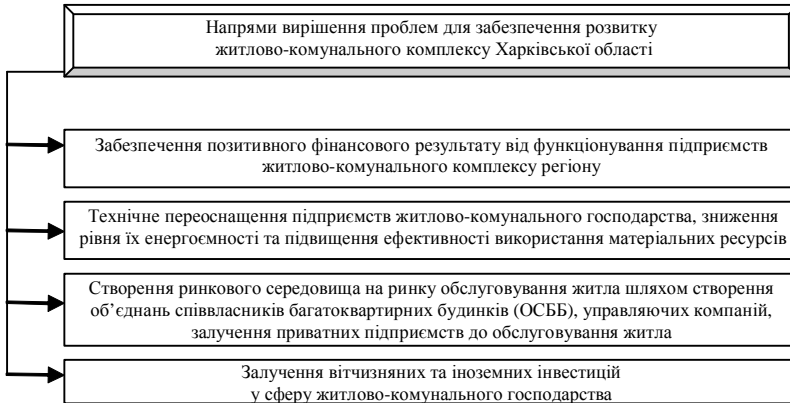 Напрями вирішення проблем для забезпечення розвитку
житлово-комунального комплексу Харківської області
Забезпечення позитивного фінансового результату від функціонування підприємств
житлово-комунального комплексу регіону
Технічне переоснащення підприємств житлово-комунального господарства, зниження
рівня їх енергоємності та підвищення ефективності використання матеріальних ресурсів
Створення ринкового середовища на ринку обслуговування житла шляхом створення
об’єднань співвласників багатоквартирних будинків (ОСББ), управляючих компаній,
залучення приватних підприємств до обслуговування житла
Залучення вітчизняних та іноземних інвестицій
у сферу житлово-комунального господарства